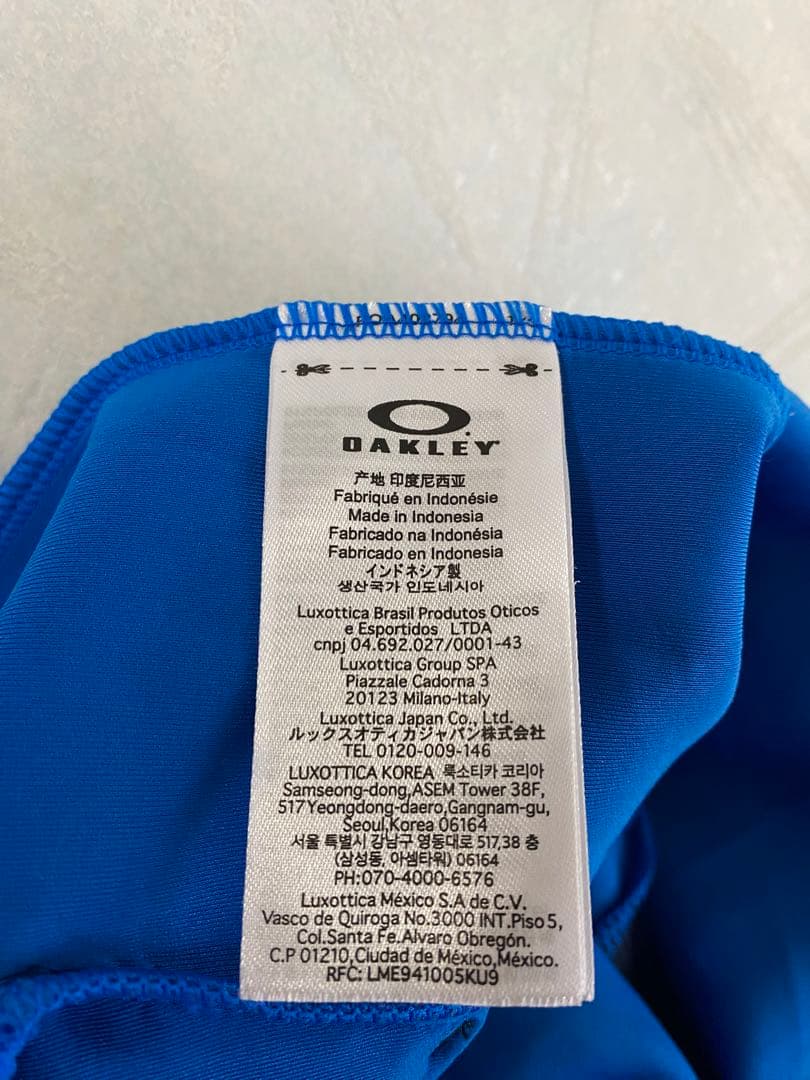 OAKLEY
产地 印度尼西亚
Fabriqué en Indonésie
Made in Indonesia
Fabricado na Indonésia
Fabricado en Indonesia
インドネシア製
생산국가 인도네시아
Luxottica Brasil Produtos Oticos
e Esportidos LTDA
cnpj 04.692.027/0001-43
Luxottica Group SPA
Piazzale Cadorna 3
20123 Milano-Italy
Luxottica Japan Co., Ltd.
ルックスオティカジャパン株式会社
TEL 0120-009-146
LUXOTTICA KOREA 룩소티카 코리아
Samseong-dong,ASEM Tower 38F,
517Yeongdong-daero,Gangnam-gu,
Seoul,Korea 06164
서울 특별시 강남구 영동대로 517,38 층
(삼성동, 아셈타워) 06164
PH:070-4000-6576
Luxottica México S.A de C.V.
Vasco de Quiroga No.3000 INT.Piso 5,
Col.Santa Fe.Alvaro Obregón.
C.P 01210,Ciudad de México,México.
RFC: LME941005KU9